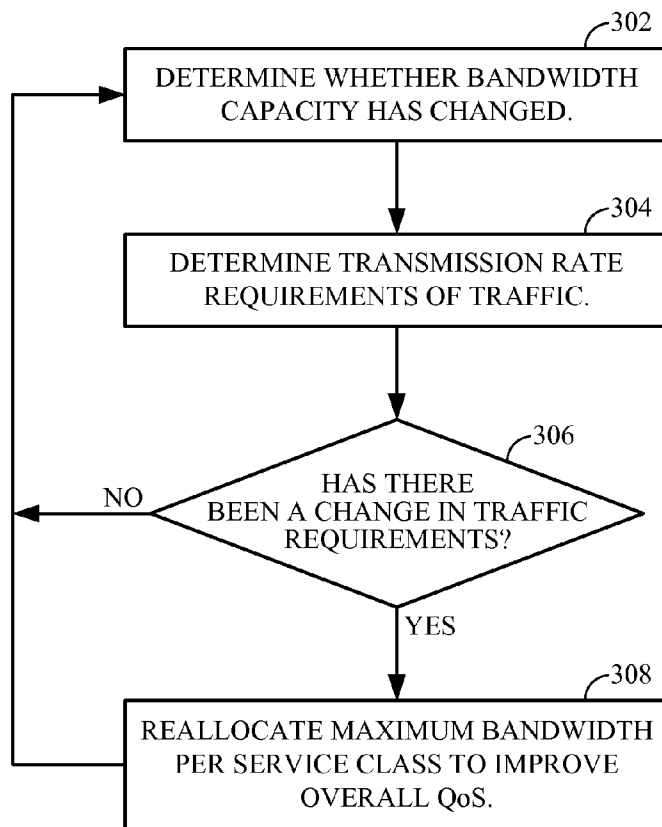 302
DETERMINE WHETHER BANDWIDTH
CAPACITY HAS CHANGED.
304
DETERMINE TRANSMISSION RATE
REQUIREMENTS OF TRAFFIC.
306
HAS THERE
BEEN A CHANGE IN TRAFFIC
REQUIREMENTS?
NO
YES
308
REALLOCATE MAXIMUM BANDWIDTH
PER SERVICE CLASS TO IMPROVE
OVERALL QoS.